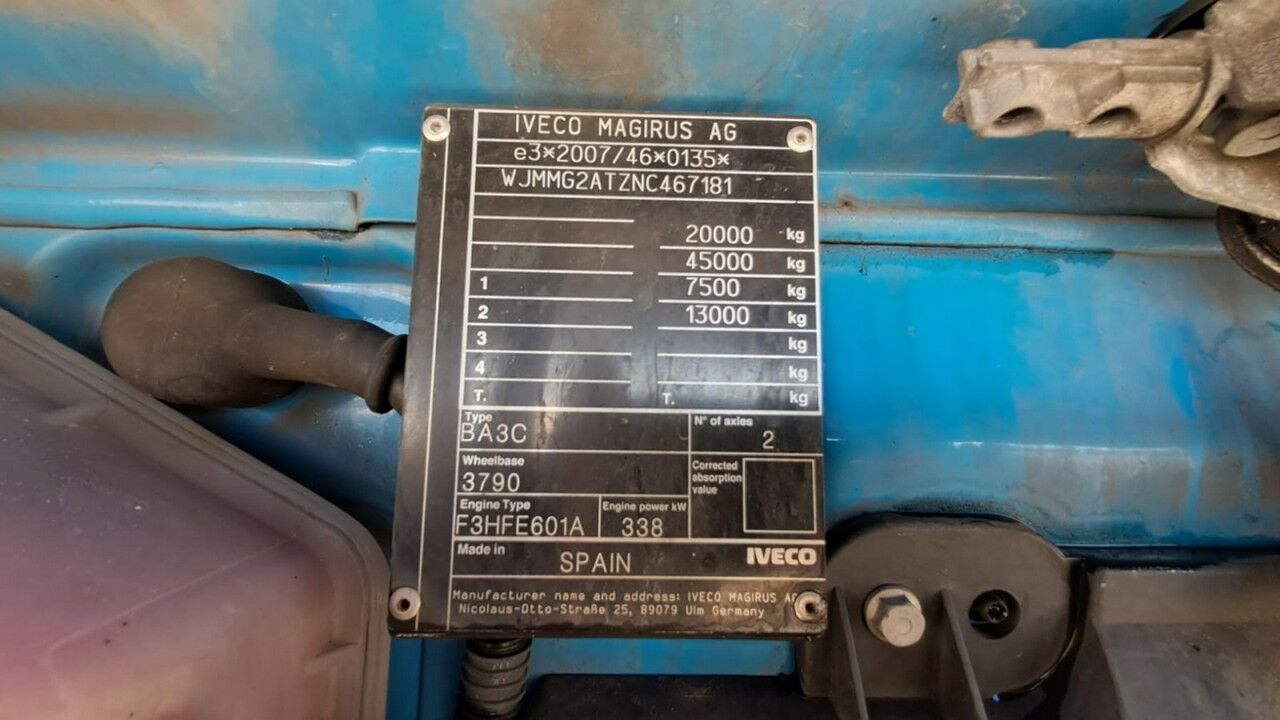 IVECO MAGIRUS AG
e3*2007/46*0135*
WJMMG2ATZNC467181
20000 kg
45000 kg
1 7500 kg
2 13000 kg
3 kg
4 kg
T. T. kg
Type
BA3C
N° of axles
2
Wheelbase
3790
Corrected
absorption
value
Engine Type
F3HFE601A
Engine power kW
338
Made in SPAIN
IVECO
Manufacturer name and address: IVECO MAGIRUS AG
Nicolaus-Otto-Straße 25, 89079 Ulm Germany